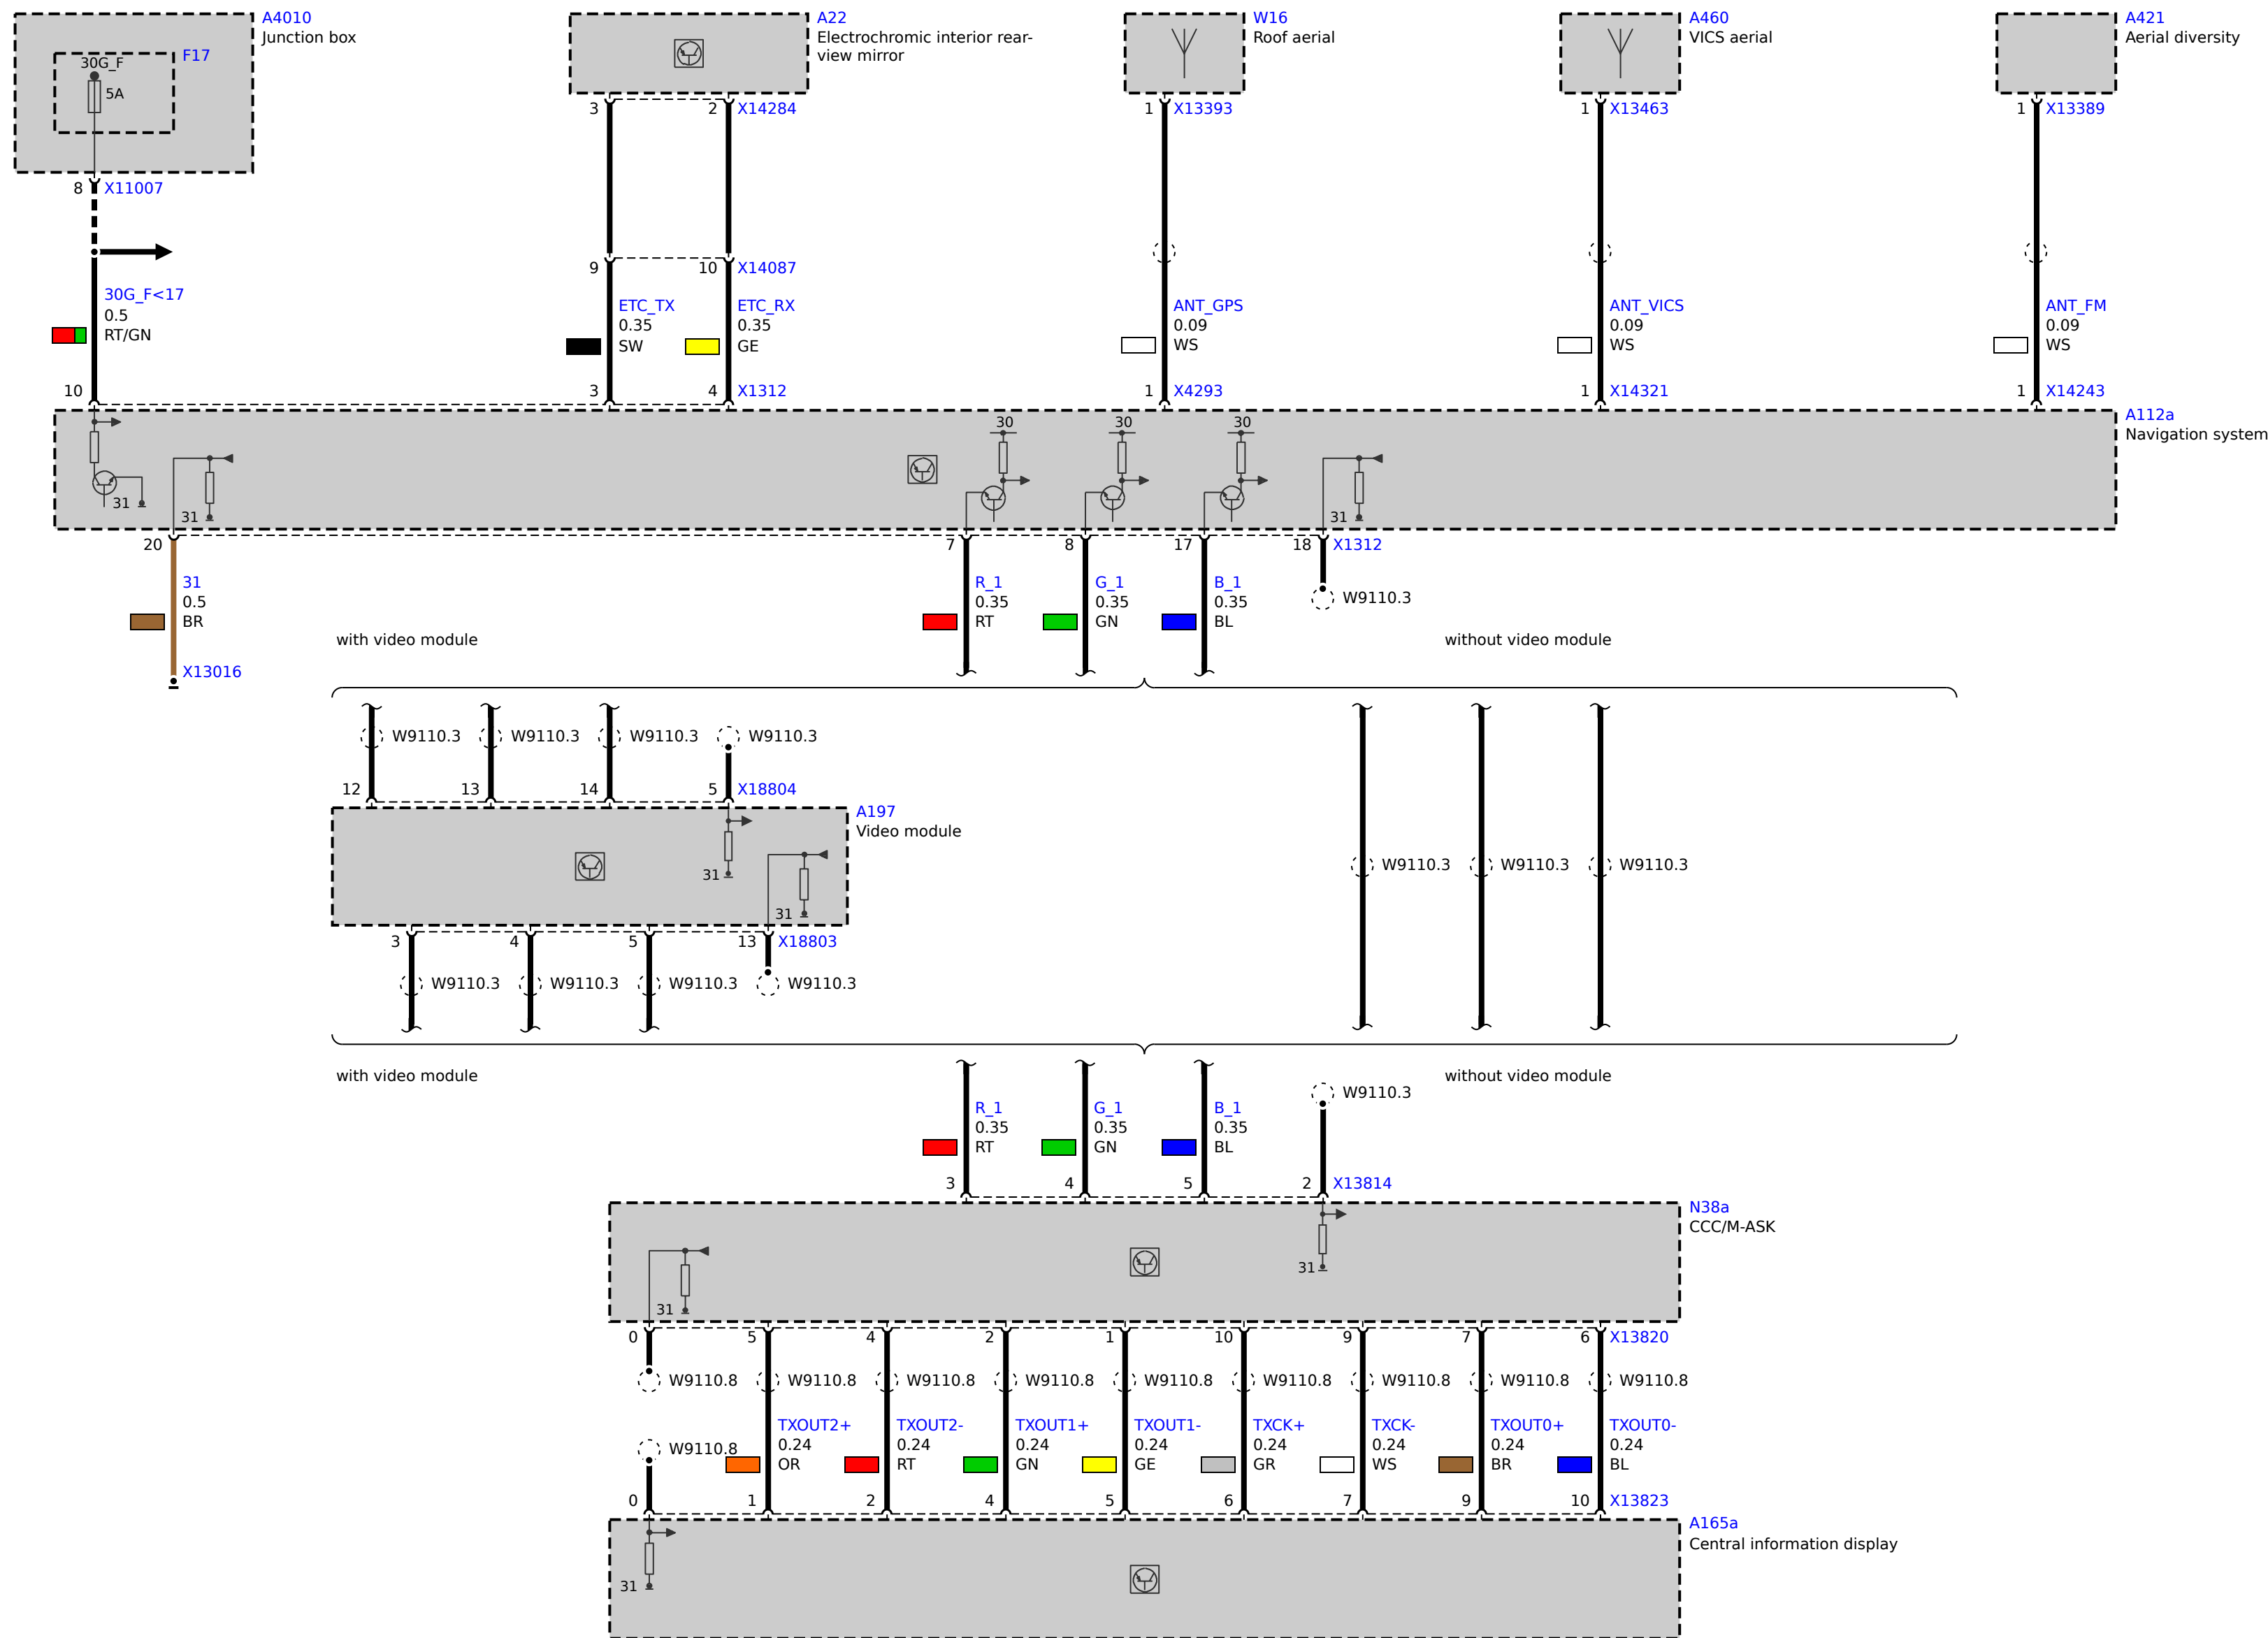 A4010
Junction box
F17
30G_F
5A
8 X11007
30G_F<17
0.5
RT/GN
10
A22
Electrochromic interior rear-
view mirror
3 2 X14284
9 10 X14087
ETC_TX
0.35
SW
ETC_RX
0.35
GE
3 4 X1312
W16
Roof aerial
1 X13393
ANT_GPS
0.09
WS
1 X4293
A460
VICS aerial
1 X13463
ANT_VICS
0.09
WS
1 X14321
A421
Aerial diversity
1 X13389
ANT_FM
0.09
WS
1 X14243
A112a
Navigation system
30 30 30
31 31 31
20 7 8 17 18 X1312
31
0.5
BR
X13016
R_1
0.35
RT
G_1
0.35
GN
B_1
0.35
BL
W9110.3
with video module
without video module
W9110.3 W9110.3 W9110.3 W9110.3
12 13 14 5 X18804
A197
Video module
31
31
3 4 5 13 X18803
W9110.3 W9110.3 W9110.3 W9110.3
W9110.3 W9110.3 W9110.3
with video module
without video module
R_1
0.35
RT
G_1
0.35
GN
B_1
0.35
BL
W9110.3
3 4 5 2 X13814
N38a
CCC/M-ASK
31
31
0 5 4 2 1 10 9 7 6 X13820
W9110.8 W9110.8 W9110.8 W9110.8 W9110.8 W9110.8 W9110.8 W9110.8 W9110.8
W9110.8
TXOUT2+
0.24
OR
TXOUT2-
0.24
RT
TXOUT1+
0.24
GN
TXOUT1-
0.24
GE
TXCK+
0.24
GR
TXCK-
0.24
WS
TXOUT0+
0.24
BR
TXOUT0-
0.24
BL
0 1 2 4 5 6 7 9 10 X13823
A165a
Central information display
31